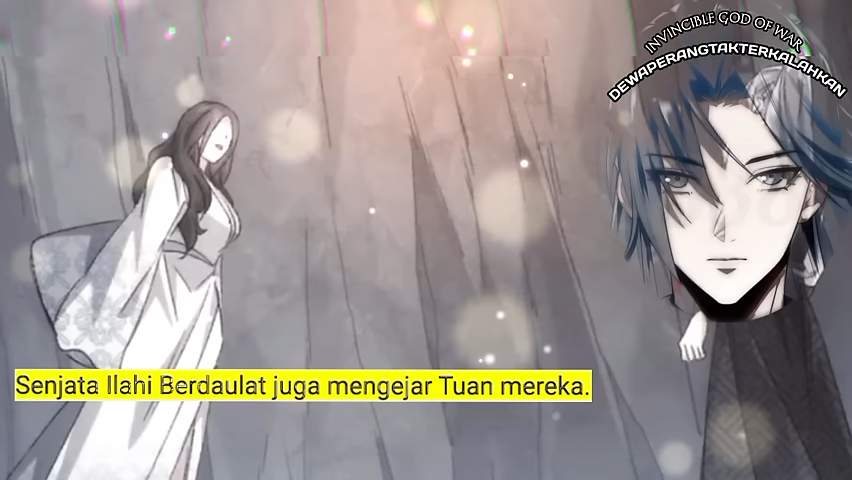 INVINCIBLE GOD OF WAR
DEWAPERANGTAKTERKALAHKAN
Senjata Ilahi Berdaulat juga mengejar Tuan mereka.